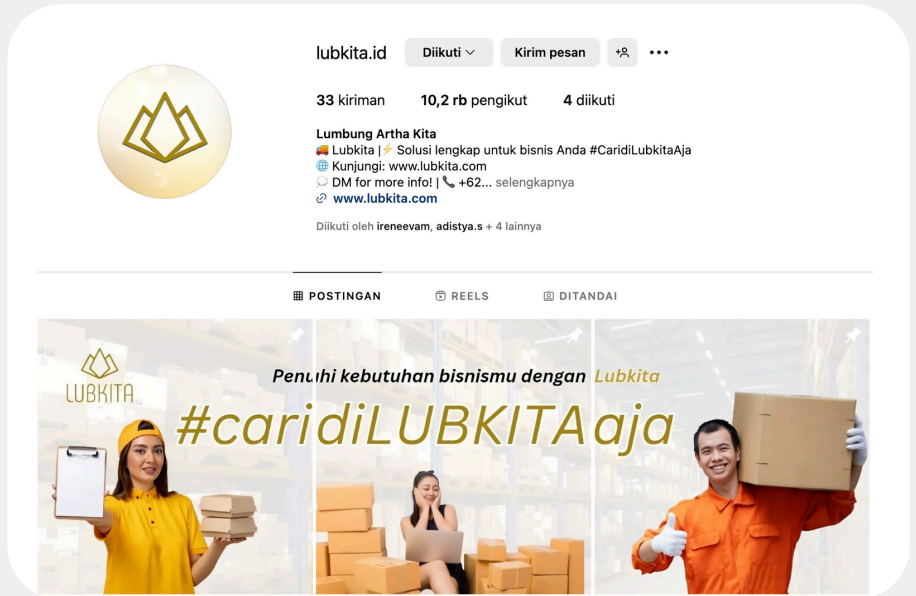 lubkita.id Diikuti Kirim pesan
33 kiriman 10,2 rb pengikut 4 diikuti
Lumbung Artha Kita
🚚 Lubkita |⚡ Solusi lengkap untuk bisnis Anda #CaridiLubkitaAja
🌐 Kunjungi: www.lubkita.com
💭 DM for more info! | 📞 +62... selengkapnya
www.lubkita.com
Diikuti oleh ireneevam, adistya.s + 4 lainnya
POSTINGAN REELS DITANDAI
LUBKITA
Penuhi kebutuhan bisnismu dengan Lubkita
#caridiLUBKITAaja